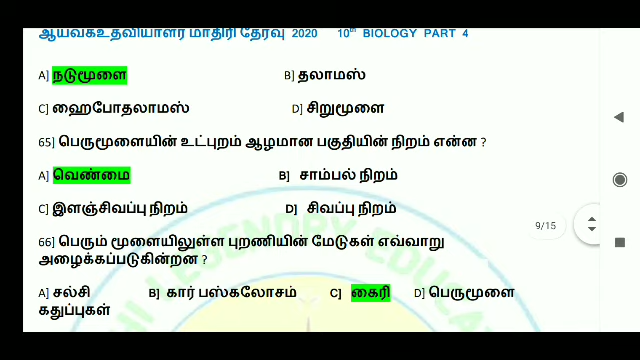 ஆய்வக உதவியாளர் மாதிரி தேர்வு 2020 10th BIOLOGY PART 4
A] நடுமூளை B] தலாமஸ்
C] ஹைபோதலாமஸ் D] சிறுமூளை
65] பெருமூளையின் உட்புறம் ஆழமான பகுதியின் நிறம் என்ன ?
A] வெண்மை B] சாம்பல் நிறம்
C] இளஞ்சிவப்பு நிறம் D] சிவப்பு நிறம்
9/15
66] பெரும் மூளையிலுள்ள புறணியின் மேடுகள் எவ்வாறு
அழைக்கப்படுகின்றன ?
A] சல்சி B] கார் பஸ்கலோசம் C] கைரி D] பெருமூளை
கதுப்புகள்